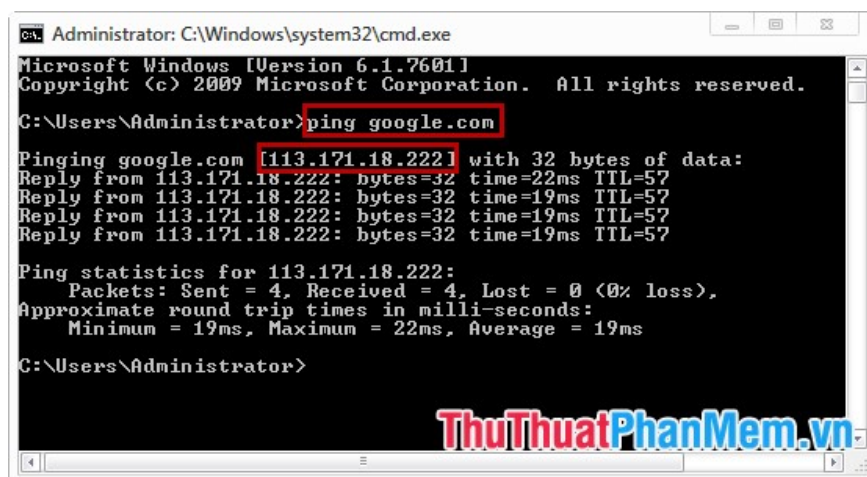 Administrator: C:\Windows\system32\cmd.exe
Microsoft Windows [Version 6.1.7601]
Copyright (c) 2009 Microsoft Corporation.  All rights reserved.
C:\Users\Administrator>ping google.com
Pinging google.com [113.171.18.222] with 32 bytes of data:
Reply from 113.171.18.222: bytes=32 time=22ms TTL=57
Reply from 113.171.18.222: bytes=32 time=19ms TTL=57
Reply from 113.171.18.222: bytes=32 time=19ms TTL=57
Reply from 113.171.18.222: bytes=32 time=19ms TTL=57
Ping statistics for 113.171.18.222:
    Packets: Sent = 4, Received = 4, Lost = 0 (0% loss),
Approximate round trip times in milli-seconds:
    Minimum = 19ms, Maximum = 22ms, Average = 19ms
C:\Users\Administrator>
ThuThuatPhanMem.vn